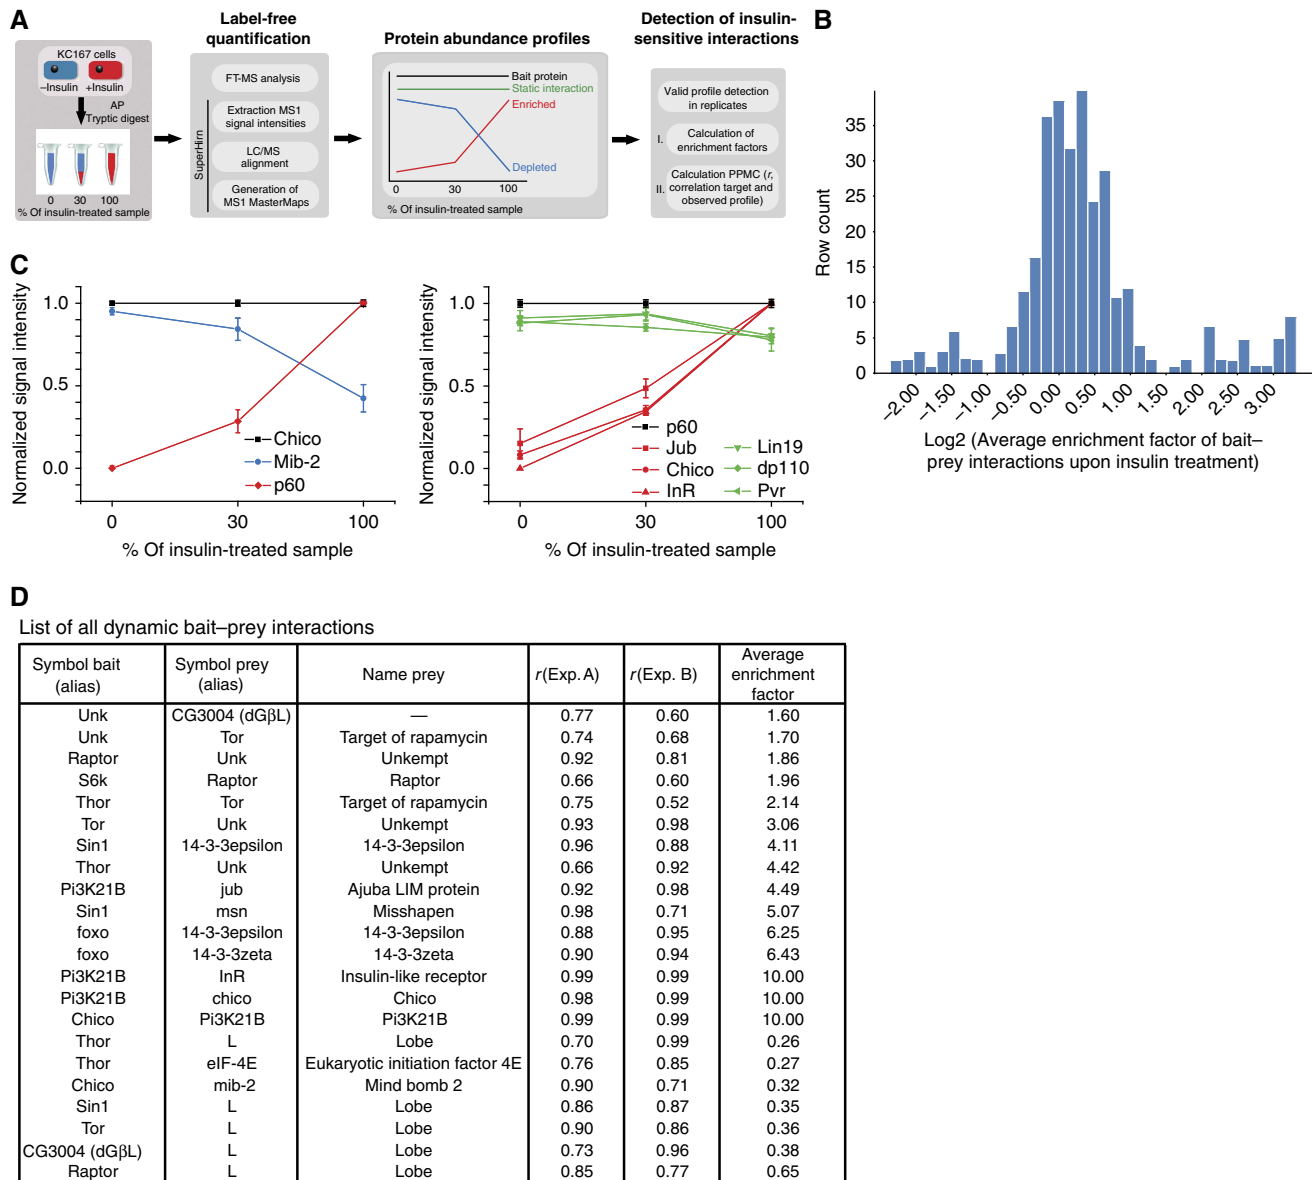 A
Label-free
quantification
Protein abundance profiles
Detection of insulin-
sensitive interactions
KC167 cells
–Insulin +Insulin
AP
Tryptic digest
0 30 100
% Of insulin-treated sample
SuperHirn
FT-MS analysis
Extraction MS1
signal intensities
LC/MS
alignment
Generation of
MS1 MasterMaps
Bait protein
Static interaction
Enriched
Depleted
0 30 100
% Of insulin-treated sample
Valid profile detection
in replicates
I. Calculation of
enrichment factors
II. Calculation PPMC (r,
correlation target and
observed profile)
B
Row count
35
30
25
20
15
10
5
0
–2.00 –1.50 –1.00 –0.50 0.00 0.50 1.00 1.50 2.00 2.50 3.00
Log2 (Average enrichment factor of bait–
prey interactions upon insulin treatment)
C
Normalized signal intensity
1.0
0.5
0.0
Chico
Mib-2
p60
0 30 100
% Of insulin-treated sample
Normalized signal intensity
1.0
0.5
0.0
p60
Jub
Chico
InR
Lin19
dp110
Pvr
0 30 100
% Of insulin-treated sample
D
List of all dynamic bait–prey interactions
Symbol bait (alias) Symbol prey (alias) Name prey r(Exp. A) r(Exp. B) Average enrichment factor
Unk CG3004 (dGβL) — 0.77 0.60 1.60
Unk Tor Target of rapamycin 0.74 0.68 1.70
Raptor Unk Unkempt 0.92 0.81 1.86
S6k Raptor Raptor 0.66 0.60 1.96
Thor Tor Target of rapamycin 0.75 0.52 2.14
Tor Unk Unkempt 0.93 0.98 3.06
Sin1 14-3-3epsilon 14-3-3epsilon 0.96 0.88 4.11
Thor Unk Unkempt 0.66 0.92 4.42
Pi3K21B jub Ajuba LIM protein 0.92 0.98 4.49
Sin1 msn Misshapen 0.98 0.71 5.07
foxo 14-3-3epsilon 14-3-3epsilon 0.88 0.95 6.25
foxo 14-3-3zeta 14-3-3zeta 0.90 0.94 6.43
Pi3K21B InR Insulin-like receptor 0.99 0.99 10.00
Pi3K21B chico Chico 0.98 0.99 10.00
Chico Pi3K21B Pi3K21B 0.99 0.99 10.00
Thor L Lobe 0.70 0.99 0.26
Thor eIF-4E Eukaryotic initiation factor 4E 0.76 0.85 0.27
Chico mib-2 Mind bomb 2 0.90 0.71 0.32
Sin1 L Lobe 0.86 0.87 0.35
Tor L Lobe 0.90 0.86 0.36
CG3004 (dGβL) L Lobe 0.73 0.96 0.38
Raptor L Lobe 0.85 0.77 0.65